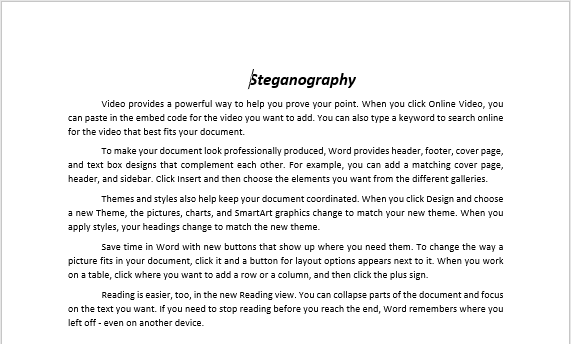 Steganography
Video provides a powerful way to help you prove your point. When you click Online Video, you
can paste in the embed code for the video you want to add. You can also type a keyword to search online
for the video that best fits your document.
To make your document look professionally produced, Word provides header, footer, cover page,
and text box designs that complement each other. For example, you can add a matching cover page,
header, and sidebar. Click Insert and then choose the elements you want from the different galleries.
Themes and styles also help keep your document coordinated. When you click Design and choose
a new Theme, the pictures, charts, and SmartArt graphics change to match your new theme. When you
apply styles, your headings change to match the new theme.
Save time in Word with new buttons that show up where you need them. To change the way a
picture fits in your document, click it and a button for layout options appears next to it. When you work
on a table, click where you want to add a row or a column, and then click the plus sign.
Reading is easier, too, in the new Reading view. You can collapse parts of the document and focus
on the text you want. If you need to stop reading before you reach the end, Word remembers where you
left off - even on another device.